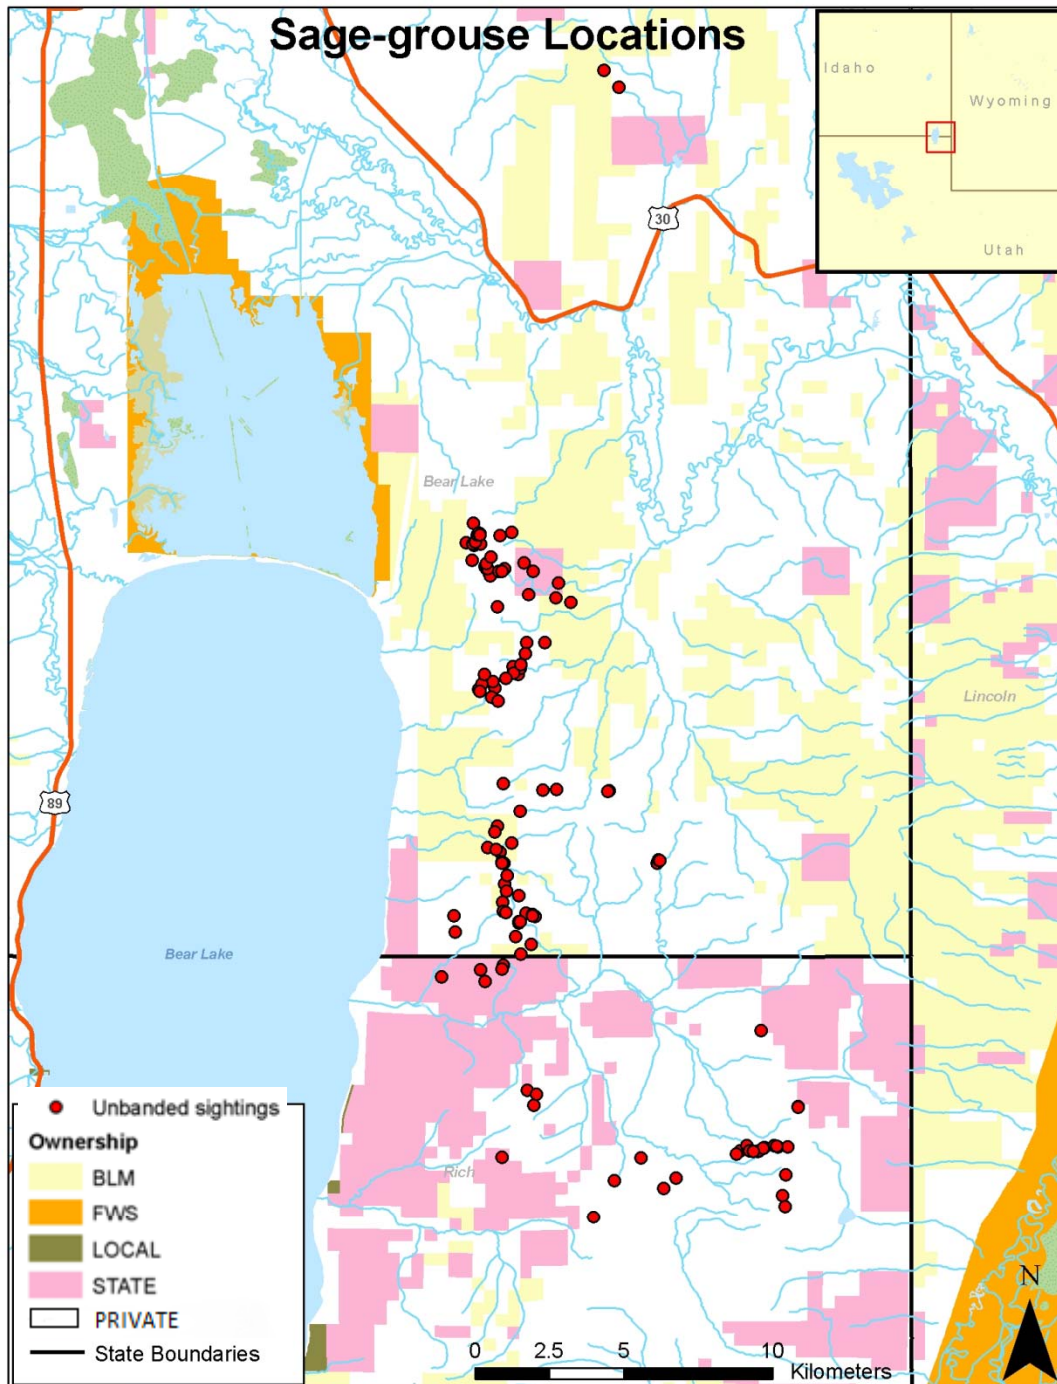 Sage-grouse Locations
Idaho
Wyoming
Utah
30
Bear Lake
Lincoln
89
Bear Lake
Rich
Unbanded sightings
Ownership
BLM
FWS
LOCAL
STATE
PRIVATE
State Boundaries
0 2.5 5 10
Kilometers
N